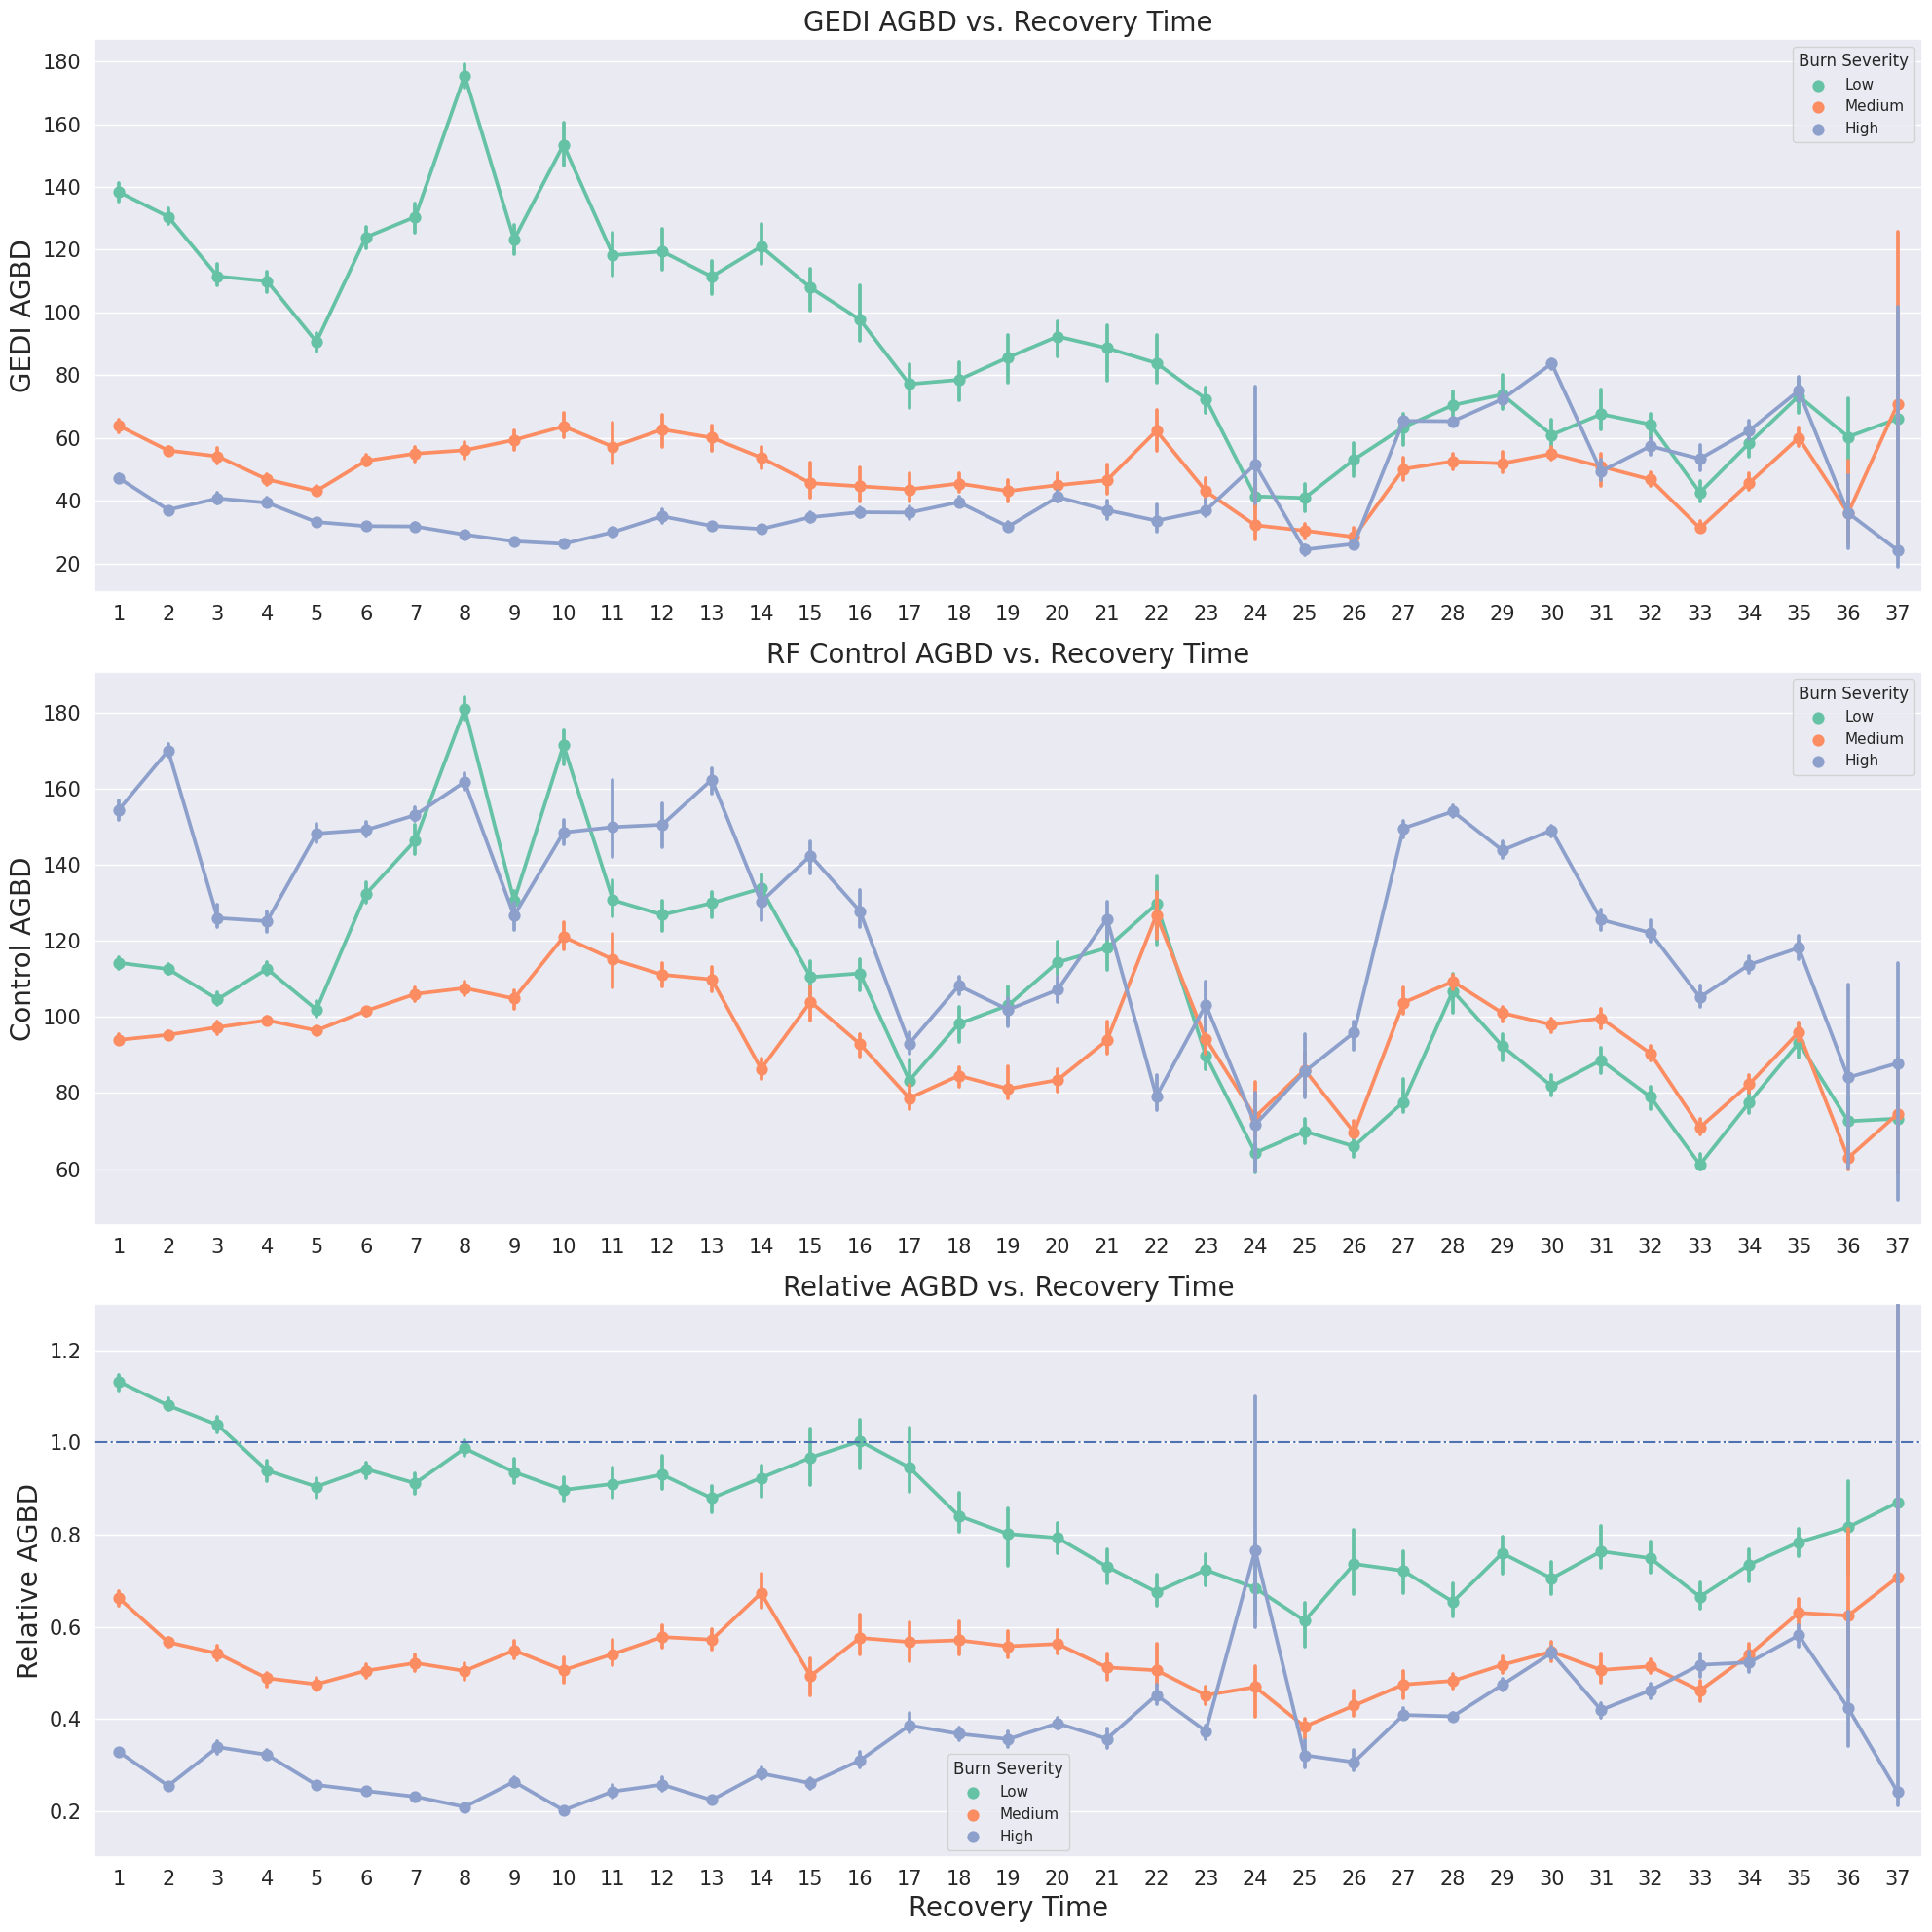 GEDI AGBD vs. Recovery Time
GEDI AGBD
180
160
140
120
100
80
60
40
20
Burn Severity
Low
Medium
High
1 2 3 4 5 6 7 8 9 10 11 12 13 14 15 16 17 18 19 20 21 22 23 24 25 26 27 28 29 30 31 32 33 34 35 36 37
RF Control AGBD vs. Recovery Time
Control AGBD
180
160
140
120
100
80
60
Burn Severity
Low
Medium
High
1 2 3 4 5 6 7 8 9 10 11 12 13 14 15 16 17 18 19 20 21 22 23 24 25 26 27 28 29 30 31 32 33 34 35 36 37
Relative AGBD vs. Recovery Time
Relative AGBD
1.2
1.0
0.8
0.6
0.4
0.2
Burn Severity
Low
Medium
High
1 2 3 4 5 6 7 8 9 10 11 12 13 14 15 16 17 18 19 20 21 22 23 24 25 26 27 28 29 30 31 32 33 34 35 36 37
Recovery Time